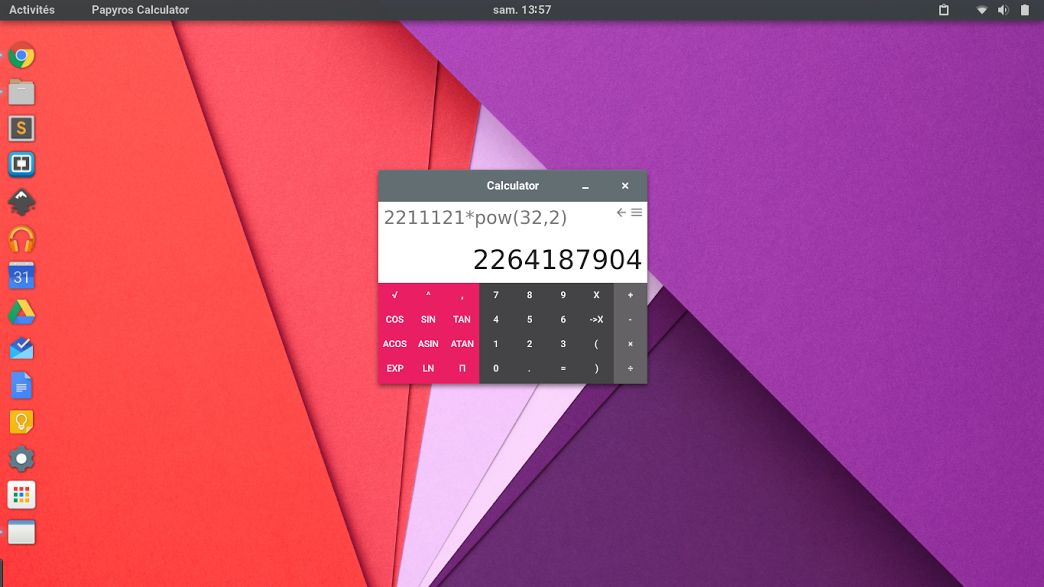 Activités Papyros Calculator sam. 13:57
S
31
Calculator
2211121*pow(32,2)
2264187904
√ ^ , 7 8 9 X +
COS SIN TAN 4 5 6 ->X -
ACOS ASIN ATAN 1 2 3 ( ×
EXP LN Π 0 . = ) ÷